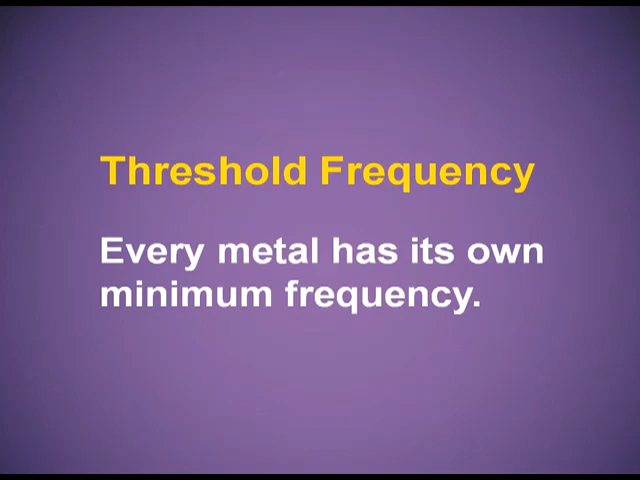 Threshold Frequency
Every metal has its own
minimum frequency.